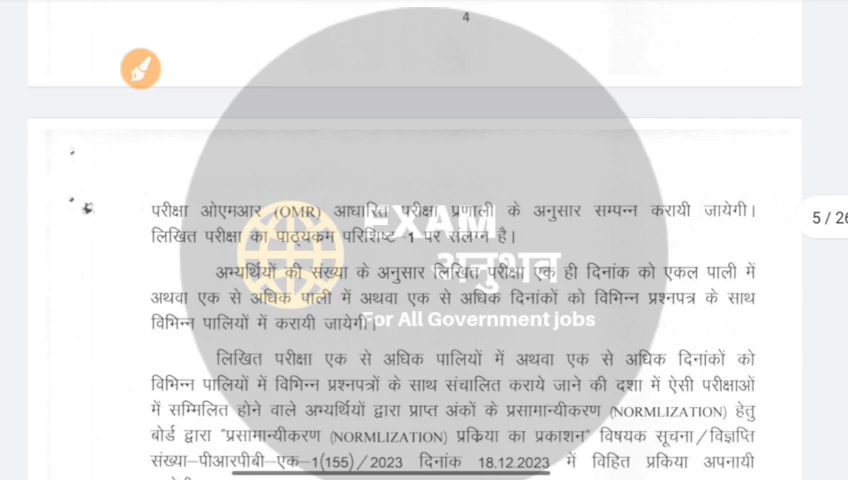 4
परीक्षा ओएमआर (OMR) आधारित परीक्षा प्रणाली के अनुसार सम्पन्न करायी जायेगी।
लिखित परीक्षा का पाठ्यकम परिशिष्ट-1 पर संलग्न है।
अभ्यर्थियों की संख्या के अनुसार लिखित परीक्षा एक ही दिनांक को एकल पाली में
अथवा एक से अधिक पाली में अथवा एक से अधिक दिनांकों को विभिन्न प्रश्नपत्र के साथ
विभिन्न पालियों में करायी जायेगी।
लिखित परीक्षा एक से अधिक पालियों में अथवा एक से अधिक दिनांकों को
विभिन्न पालियों में विभिन्न प्रश्नपत्रों के साथ संचालित कराये जाने की दशा में ऐसी परीक्षाओं
में सम्मिलित होने वाले अभ्यर्थियों द्वारा प्राप्त अंकों के प्रसामान्यीकरण (NORMLIZATION) हेतु
बोर्ड द्वारा "प्रसामान्यीकरण (NORMLIZATION) प्रकिया का प्रकाशन" विषयक सूचना/विज्ञप्ति
संख्या-पीआरपीबी-एक-1(155)/2023 दिनांक 18.12.2023 में विहित प्रकिया अपनायी
EXAM
अनुभव
For All Government jobs
5 / 26